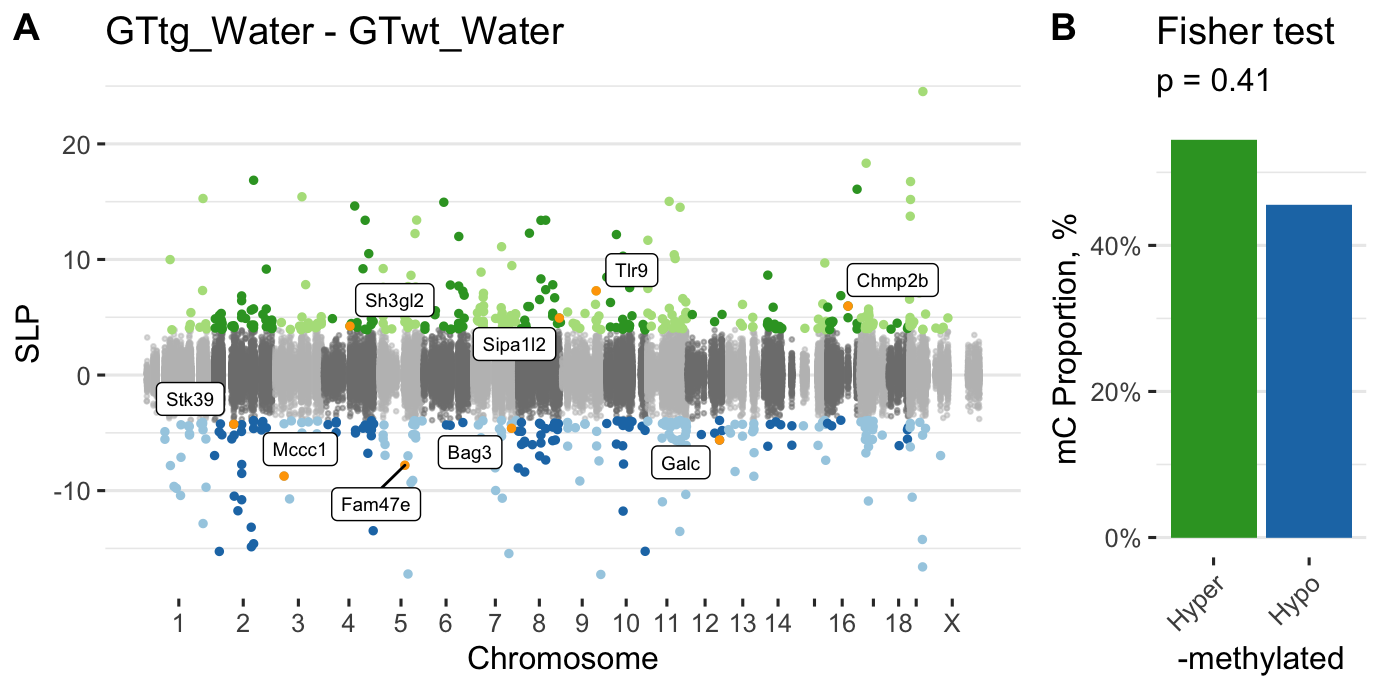 A
GTtg_Water - GTwt_Water
SLP
20
10
0
-10
Tlr9
Chmp2b
Sh3gl2
Sipa1l2
Stk39
Mccc1
Bag3
Galc
Fam47e
1 2 3 4 5 6 7 8 9 10 11 12 13 14 16 18 X
Chromosome
B
Fisher test
p = 0.41
mC Proportion, %
40%
20%
0%
Hyper
Hypo
-methylated